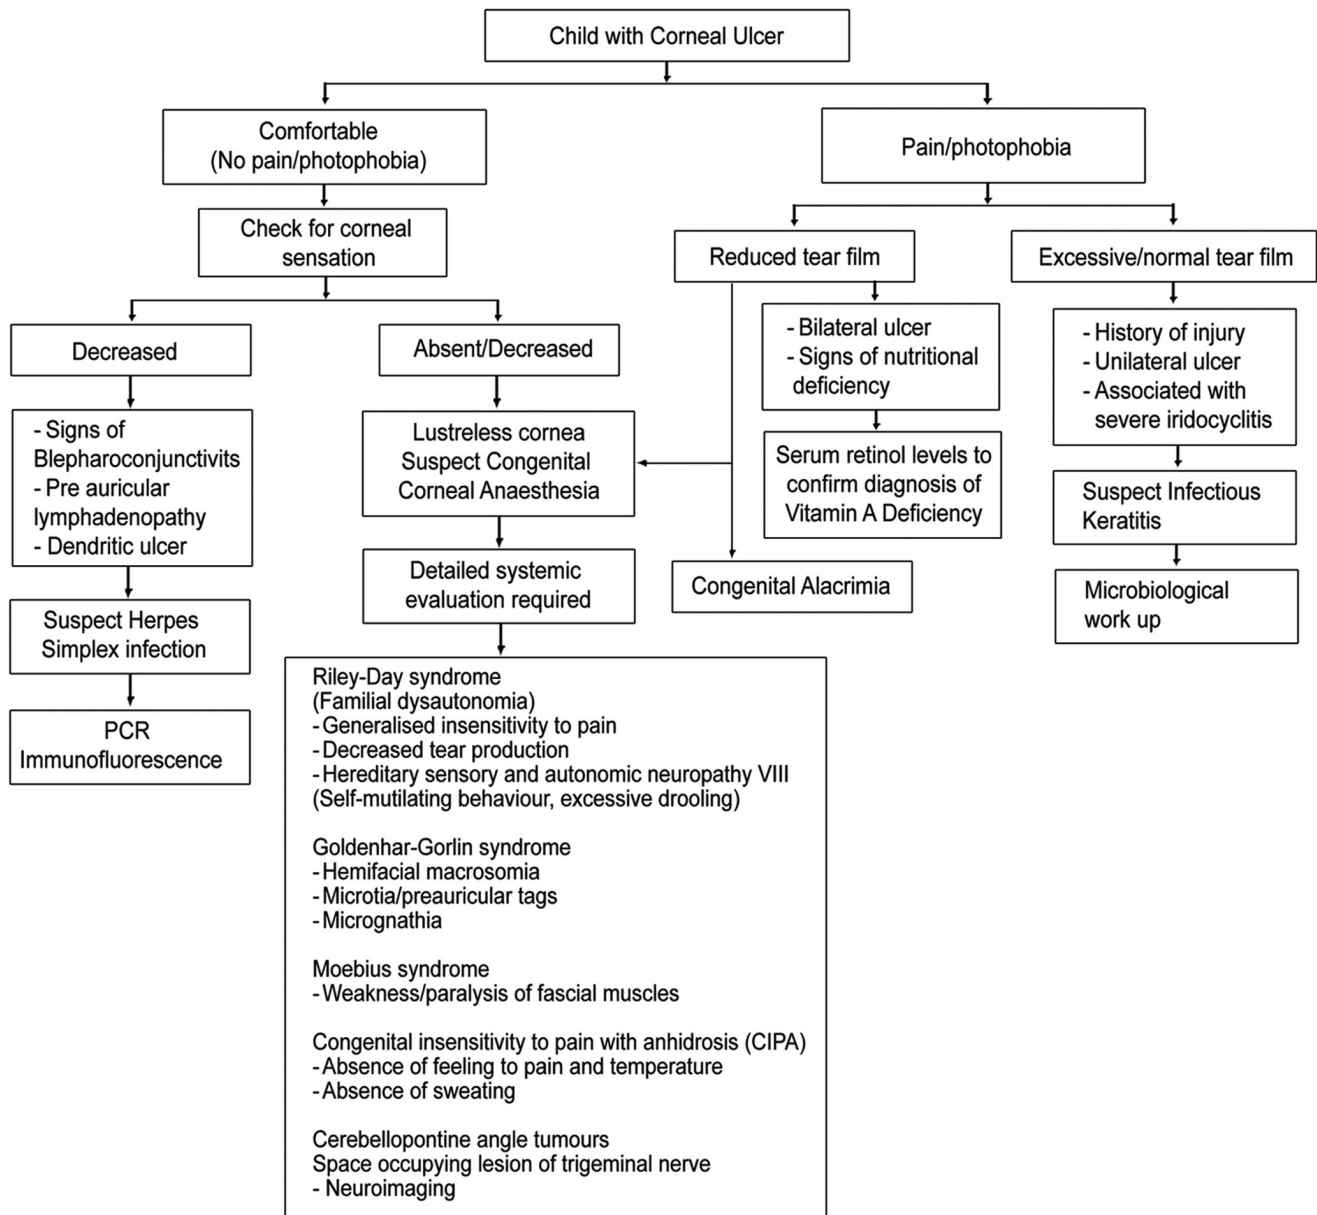 Child with Corneal Ulcer
Comfortable
(No pain/photophobia)
Pain/photophobia
Check for corneal
sensation
Reduced tear film
Excessive/normal tear film
Decreased
Absent/Decreased
- Bilateral ulcer
- Signs of nutritional
deficiency
- History of injury
- Unilateral ulcer
- Associated with
severe iridocyclitis
- Signs of
Blepharoconjunctivits
- Pre auricular
lymphadenopathy
- Dendritic ulcer
Lustreless cornea
Suspect Congenital
Corneal Anaesthesia
Serum retinol levels to
confirm diagnosis of
Vitamin A Deficiency
Suspect Infectious
Keratitis
Detailed systemic
evaluation required
Congenital Alacrimia
Microbiological
work up
Suspect Herpes
Simplex infection
PCR
Immunofluorescence
Riley-Day syndrome
(Familial dysautonomia)
- Generalised insensitivity to pain
- Decreased tear production
- Hereditary sensory and autonomic neuropathy VIII
(Self-mutilating behaviour, excessive drooling)
Goldenhar-Gorlin syndrome
- Hemifacial macrosomia
- Microtia/preauricular tags
- Micrognathia
Moebius syndrome
- Weakness/paralysis of fascial muscles
Congenital insensitivity to pain with anhidrosis (CIPA)
- Absence of feeling to pain and temperature
- Absence of sweating
Cerebellopontine angle tumours
Space occupying lesion of trigeminal nerve
- Neuroimaging